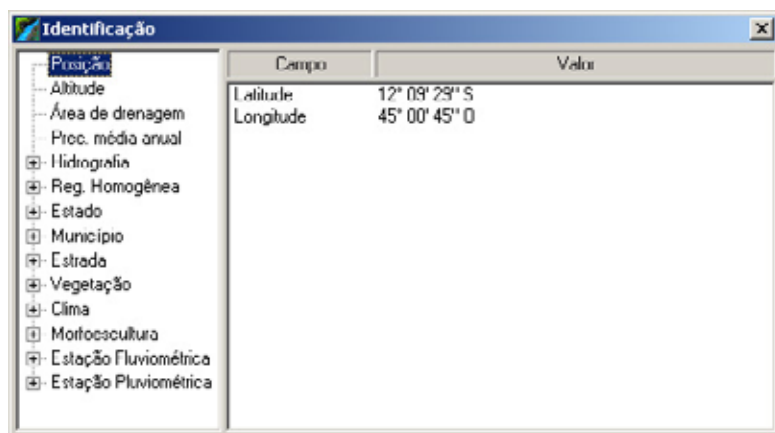 Identificação
Posição
Altitude
Área de drenagem
Prec. média anual
Hidrografia
Reg. Homogênea
Estado
Município
Estrada
Vegetação
Clima
Morfoescultura
Estação Fluviométrica
Estação Pluviométrica
Campo Valor
Latitude 12° 09' 29'' S
Longitude 45° 00' 45'' O